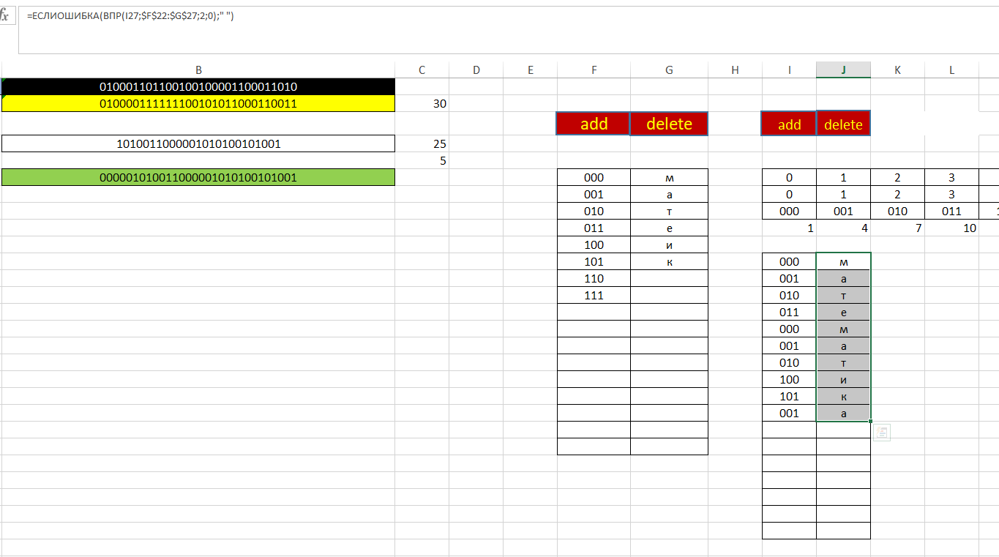 fx =ЕСЛИОШИБКА(ВПР(I27;$F$22:$G$27;2;0);" ")
B C D E F G H I J K L
010001101100100100001100011010
010000111111100101011000110011 30
add delete add delete
1010011000001010100101001 25
5
000001010011000001010100101001 000 м 0 1 2 3
001 а 0 1 2 3
010 т 000 001 010 011
011 е 1 4 7 10
100 и
101 к 000 м
110 001 а
111 010 т
011 е
000 м
001 а
010 т
100 и
101 к
001 а